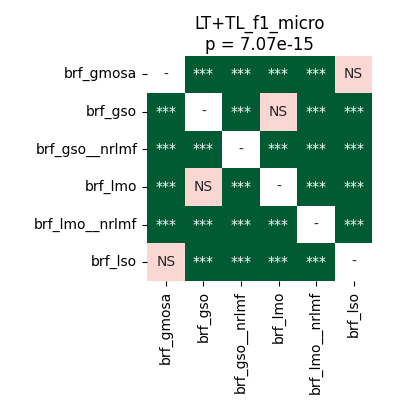 LT+TL_f1_micro
p = 7.07e-15
brf_gmosa - *** *** *** *** NS
brf_gso *** - *** NS *** ***
brf_gso__nrlmf *** *** - *** *** ***
brf_lmo *** NS *** - *** ***
brf_lmo__nrlmf *** *** *** *** - ***
brf_lso NS *** *** *** *** -
brf_gmosa
brf_gso
brf_gso__nrlmf
brf_lmo
brf_lmo__nrlmf
brf_lso